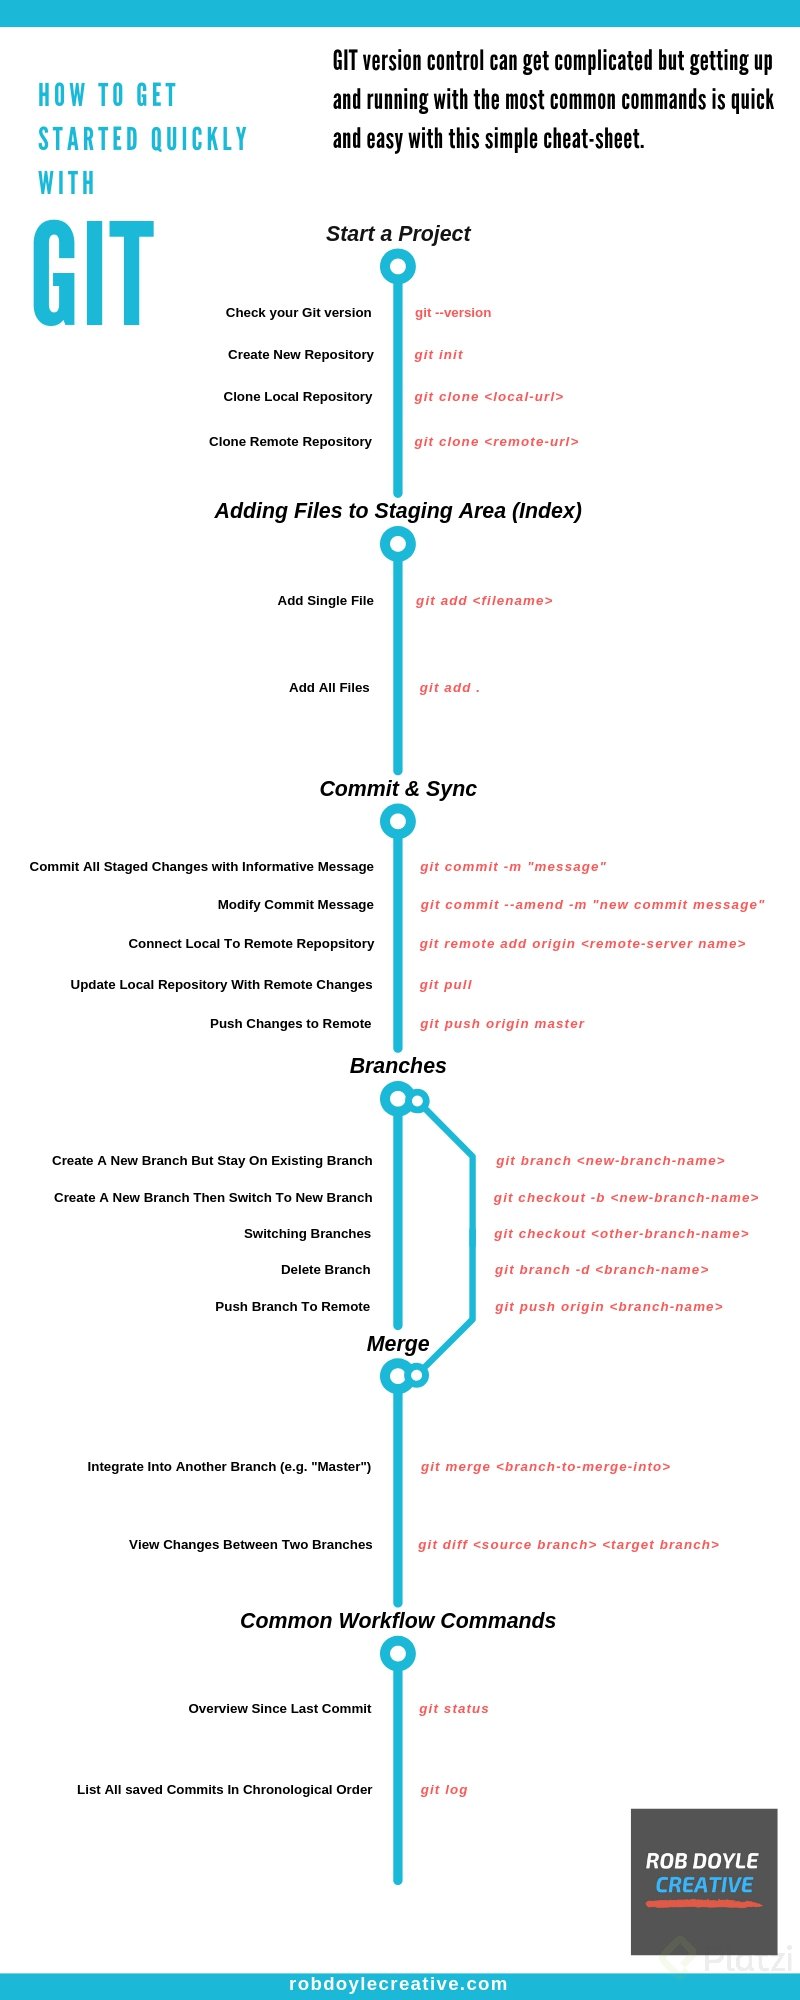 HOW TO GET
STARTED QUICKLY
WITH
GIT
GIT version control can get complicated but getting up
and running with the most common commands is quick
and easy with this simple cheat-sheet.
Start a Project
Check your Git version git --version
Create New Repository git init
Clone Local Repository git clone <local-url>
Clone Remote Repository git clone <remote-url>
Adding Files to Staging Area (Index)
Add Single File git add <filename>
Add All Files git add .
Commit & Sync
Commit All Staged Changes with Informative Message git commit -m "message"
Modify Commit Message git commit --amend -m "new commit message"
Connect Local To Remote Repopsitory git remote add origin <remote-server name>
Update Local Repository With Remote Changes git pull
Push Changes to Remote git push origin master
Branches
Create A New Branch But Stay On Existing Branch git branch <new-branch-name>
Create A New Branch Then Switch To New Branch git checkout -b <new-branch-name>
Switching Branches git checkout <other-branch-name>
Delete Branch git branch -d <branch-name>
Push Branch To Remote git push origin <branch-name>
Merge
Integrate Into Another Branch (e.g. "Master") git merge <branch-to-merge-into>
View Changes Between Two Branches git diff <source branch> <target branch>
Common Workflow Commands
Overview Since Last Commit git status
List All saved Commits In Chronological Order git log
ROB DOYLE
CREATIVE
Platzi
robdoylecreative.com